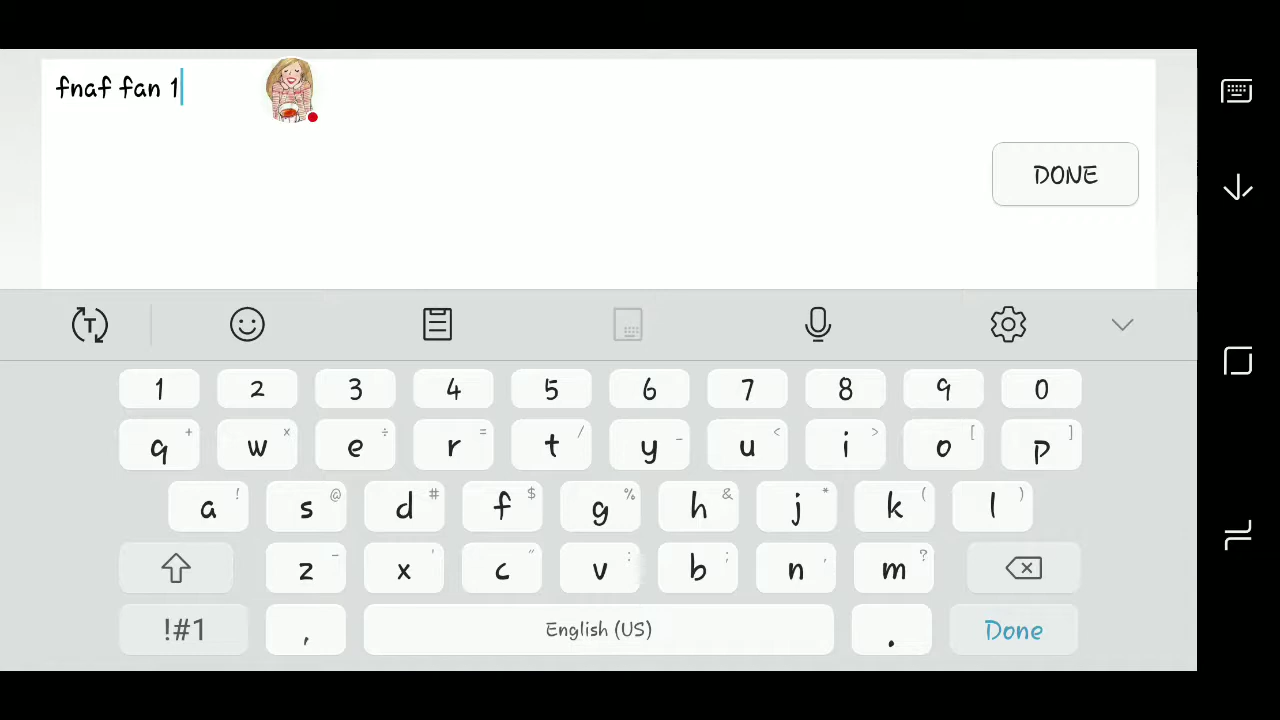 fnaf fan 1
DONE
T
1 2 3 4 5 6 7 8 9 0
q + w × e ÷ r = t / y _ u < i > o [ p ]
a ! s @ d # f $ g % h & j * k ( l )
z - x ' c " v : b ; n , m ?
!#1 , English (US) . Done